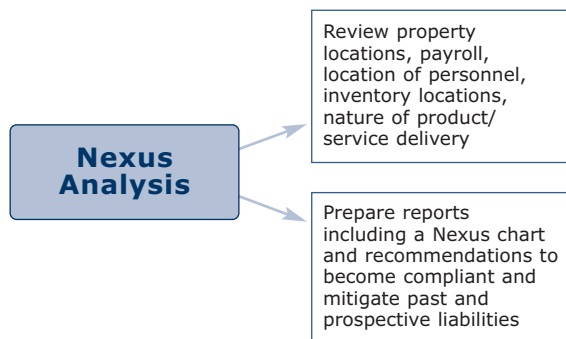 Nexus
Analysis
Review property
locations, payroll,
location of personnel,
inventory locations,
nature of product/
service delivery
Prepare reports
including a Nexus chart
and recommendations to
become compliant and
mitigate past and
prospective liabilities